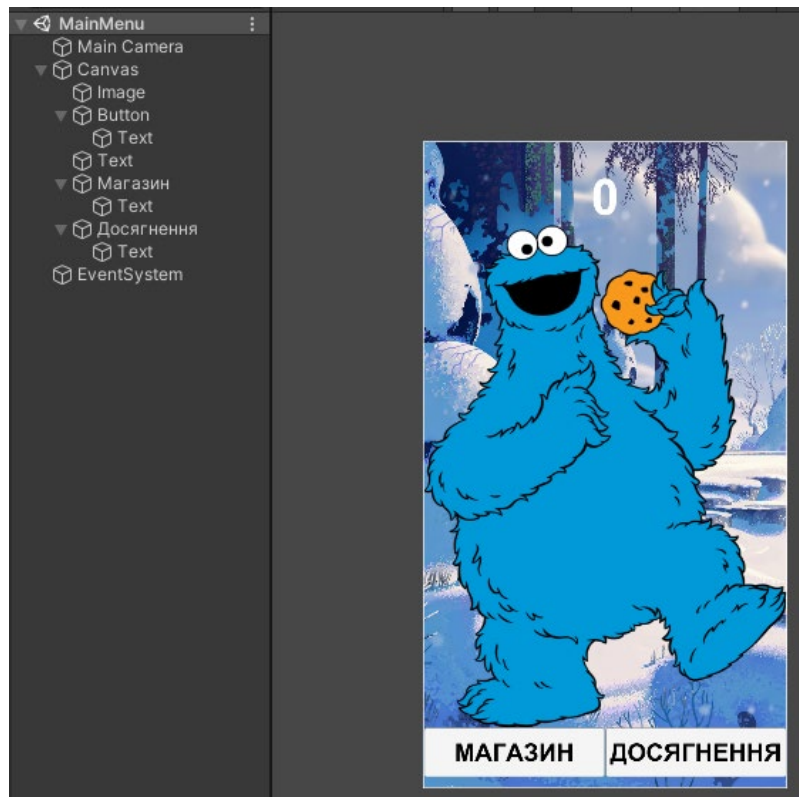 MainMenu
Main Camera
Canvas
Image
Button
Text
Text
Магазин
Text
Досягнення
Text
EventSystem
0
МАГАЗИН
ДОСЯГНЕННЯ